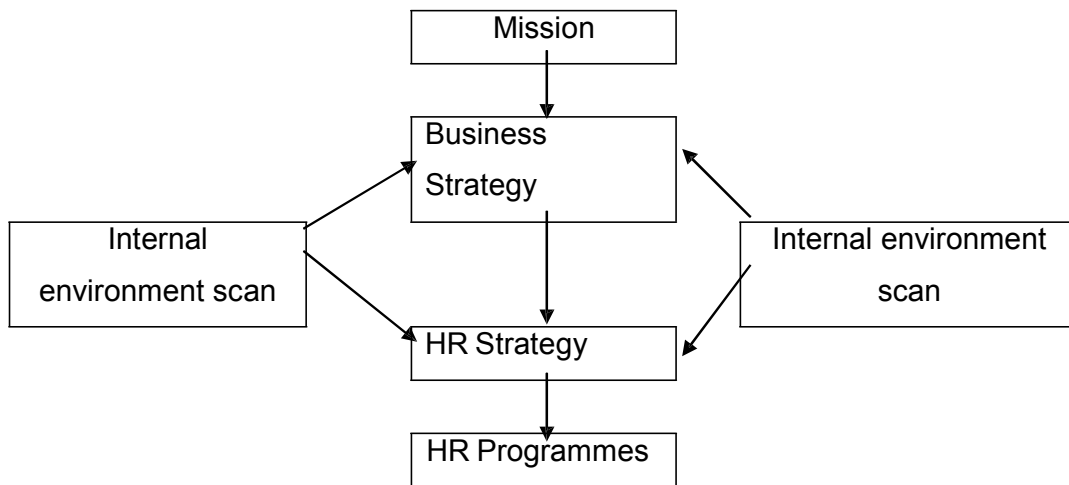 Mission
Business
Strategy
Internal
environment scan
Internal environment
scan
HR Strategy
HR Programmes